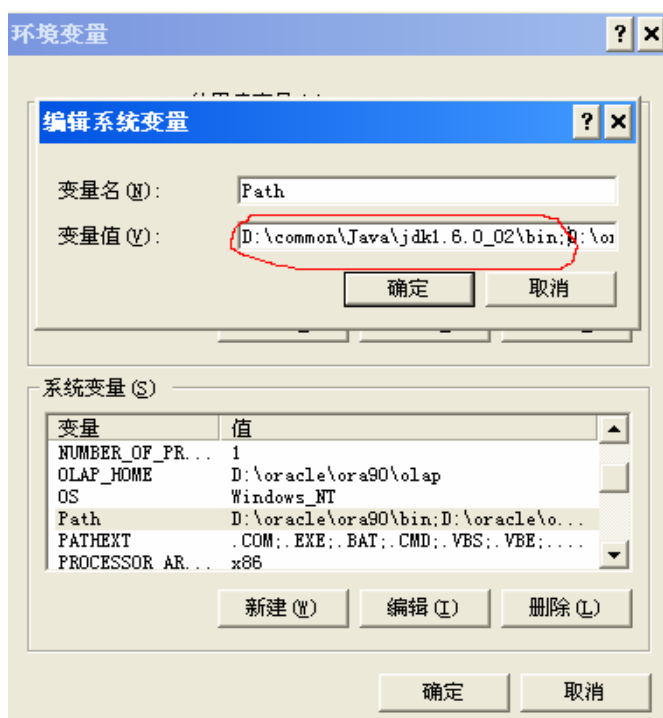 环境变量
编辑系统变量
变量名(N):
Path
变量值(V):
D:\common\Java\jdk1.6.0_02\bin;D:\or
确定
取消
系统变量(S)
变量
值
NUMBER_OF_PR... 1
OLAP_HOME D:\oracle\ora90\olap
OS Windows_NT
Path D:\oracle\ora90\bin;D:\oracle\o...
PATHEXT .COM;.EXE;.BAT;.CMD;.VBS;.VBE;....
PROCESSOR_AR... x86
新建(W)
编辑(I)
删除(L)
确定
取消